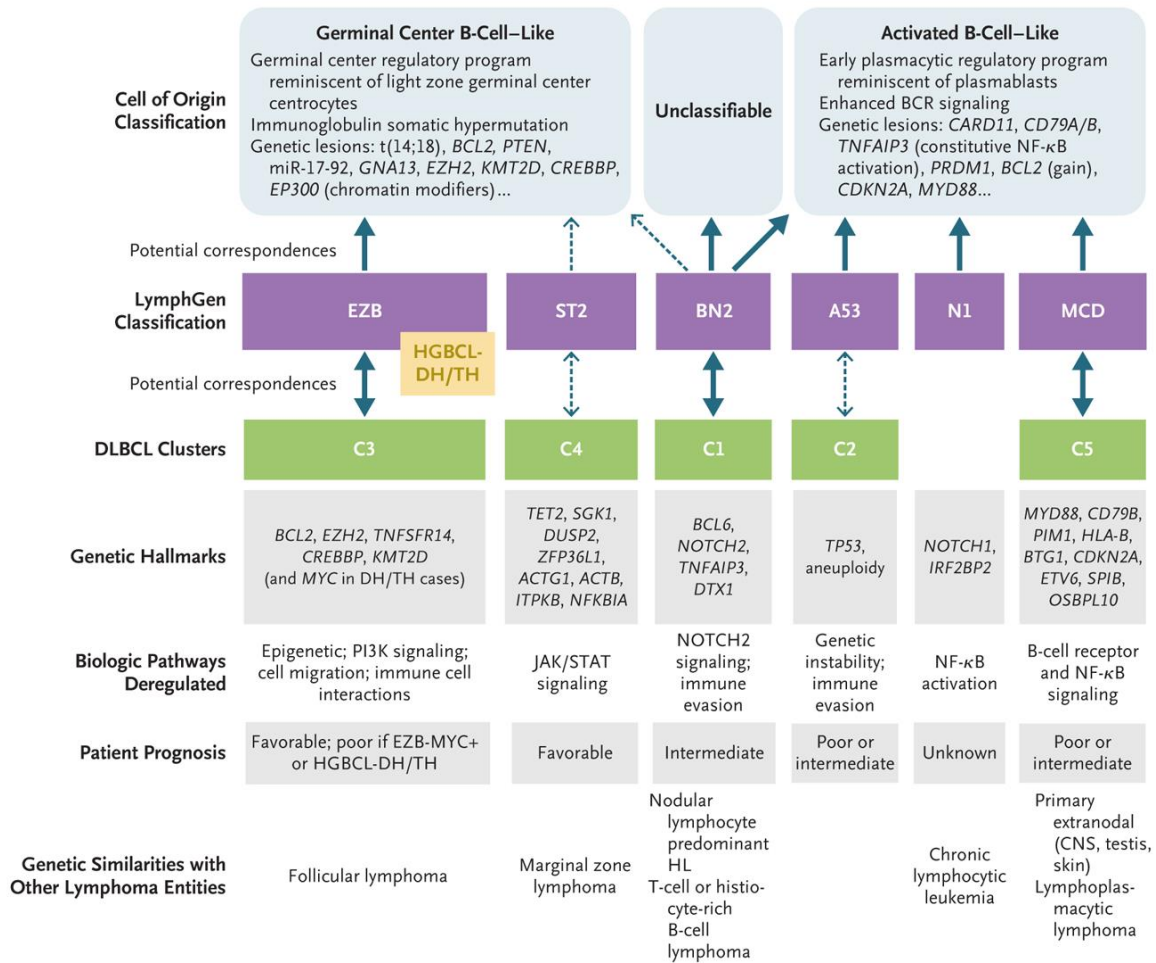 Germinal Center B-Cell–Like
Germinal center regulatory program
reminiscent of light zone germinal center
centrocytes
Immunoglobulin somatic hypermutation
Genetic lesions: t(14;18), BCL2, PTEN,
miR-17-92, GNA13, EZH2, KMT2D, CREBBP,
EP300 (chromatin modifiers)...
Unclassifiable
Activated B-Cell–Like
Early plasmacytic regulatory program
reminiscent of plasmablasts
Enhanced BCR signaling
Genetic lesions: CARD11, CD79A/B,
TNFAIP3 (constitutive NF-κB
activation), PRDM1, BCL2 (gain),
CDKN2A, MYD88...
Cell of Origin
Classification
Potential correspondences
LymphGen
Classification
EZB
ST2
BN2
A53
N1
MCD
HGBCL-
DH/TH
Potential correspondences
DLBCL Clusters
C3
C4
C1
C2
C5
Genetic Hallmarks
BCL2, EZH2, TNFSFR14,
CREBBP, KMT2D
(and MYC in DH/TH cases)
TET2, SGK1,
DUSP2,
ZFP36L1,
ACTG1, ACTB,
ITPKB, NFKBIA
BCL6,
NOTCH2,
TNFAIP3,
DTX1
TP53,
aneuploidy
NOTCH1,
IRF2BP2
MYD88, CD79B,
PIM1, HLA-B,
BTG1, CDKN2A,
ETV6, SPIB,
OSBPL10
Biologic Pathways
Deregulated
Epigenetic; PI3K signaling;
cell migration; immune cell
interactions
JAK/STAT
signaling
NOTCH2
signaling;
immune
evasion
Genetic
instability;
immune
evasion
NF-κB
activation
B-cell receptor
and NF-κB
signaling
Patient Prognosis
Favorable; poor if EZB-MYC+
or HGBCL-DH/TH
Favorable
Intermediate
Poor or
intermediate
Unknown
Poor or
intermediate
Genetic Similarities with
Other Lymphoma Entities
Follicular lymphoma
Marginal zone
lymphoma
Nodular
lymphocyte
predominant
HL
T-cell or histio-
cyte-rich
B-cell
lymphoma
Chronic
lymphocytic
leukemia
Primary
extranodal
(CNS, testis,
skin)
Lymphoplas-
macytic
lymphoma